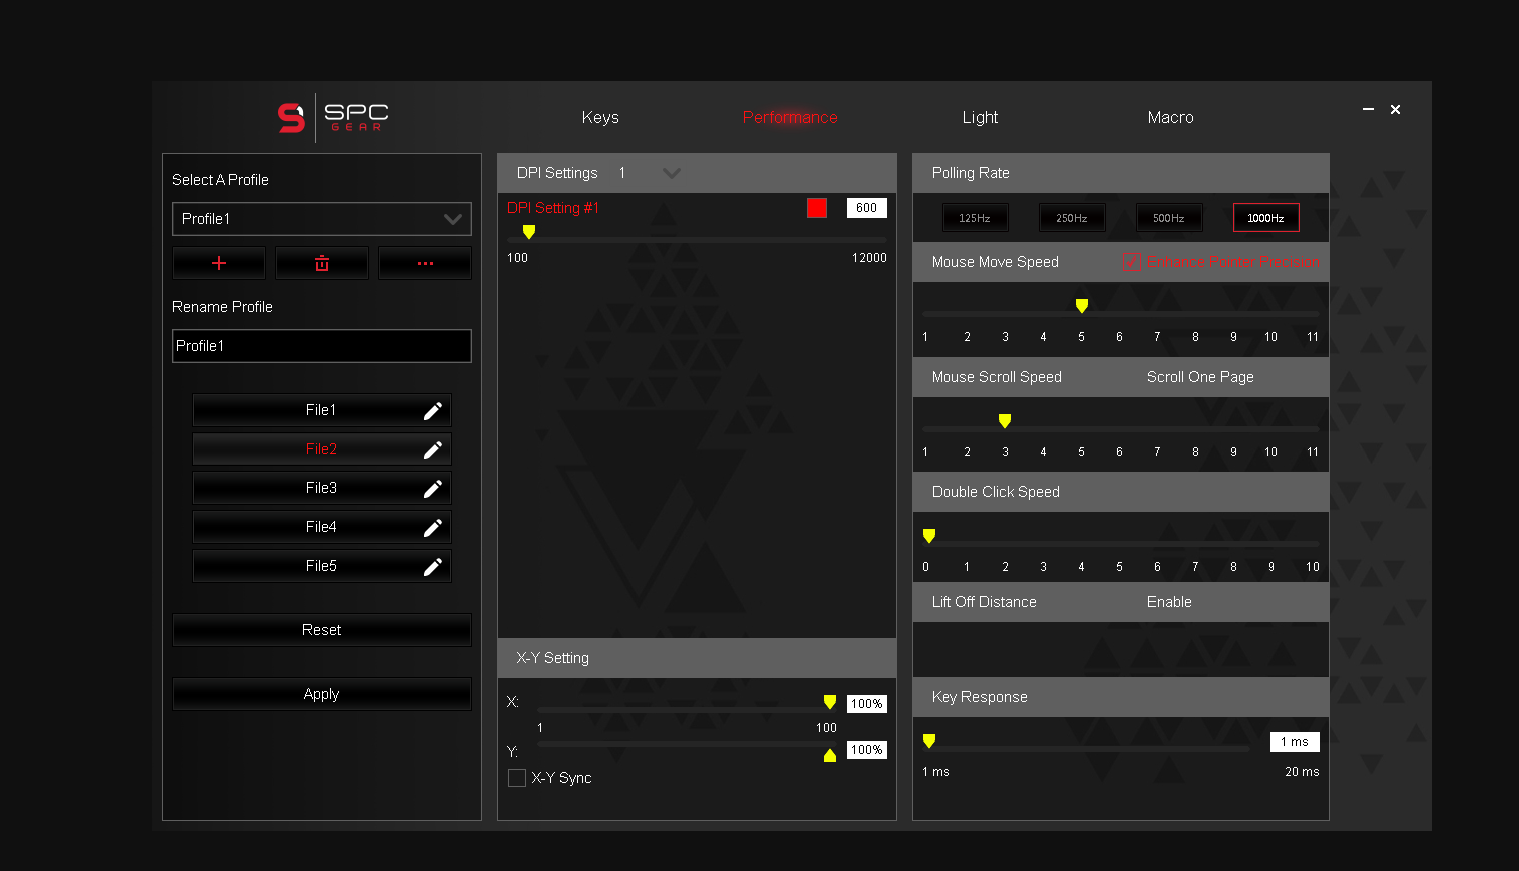 SPC
GEAR
Keys
Performance
Light
Macro
Select A Profile
Profile1
Rename Profile
Profile1
File1
File2
File3
File4
File5
Reset
Apply
DPI Settings 1
DPI Setting #1 600
100 12000
X-Y Setting
X: 100%
1 100
Y: 100%
X-Y Sync
Polling Rate
125Hz 250Hz 500Hz 1000Hz
Mouse Move Speed Enhance Pointer Precision
1 2 3 4 5 6 7 8 9 10 11
Mouse Scroll Speed Scroll One Page
1 2 3 4 5 6 7 8 9 10 11
Double Click Speed
0 1 2 3 4 5 6 7 8 9 10
Lift Off Distance Enable
Key Response
1 ms
1 ms 20 ms